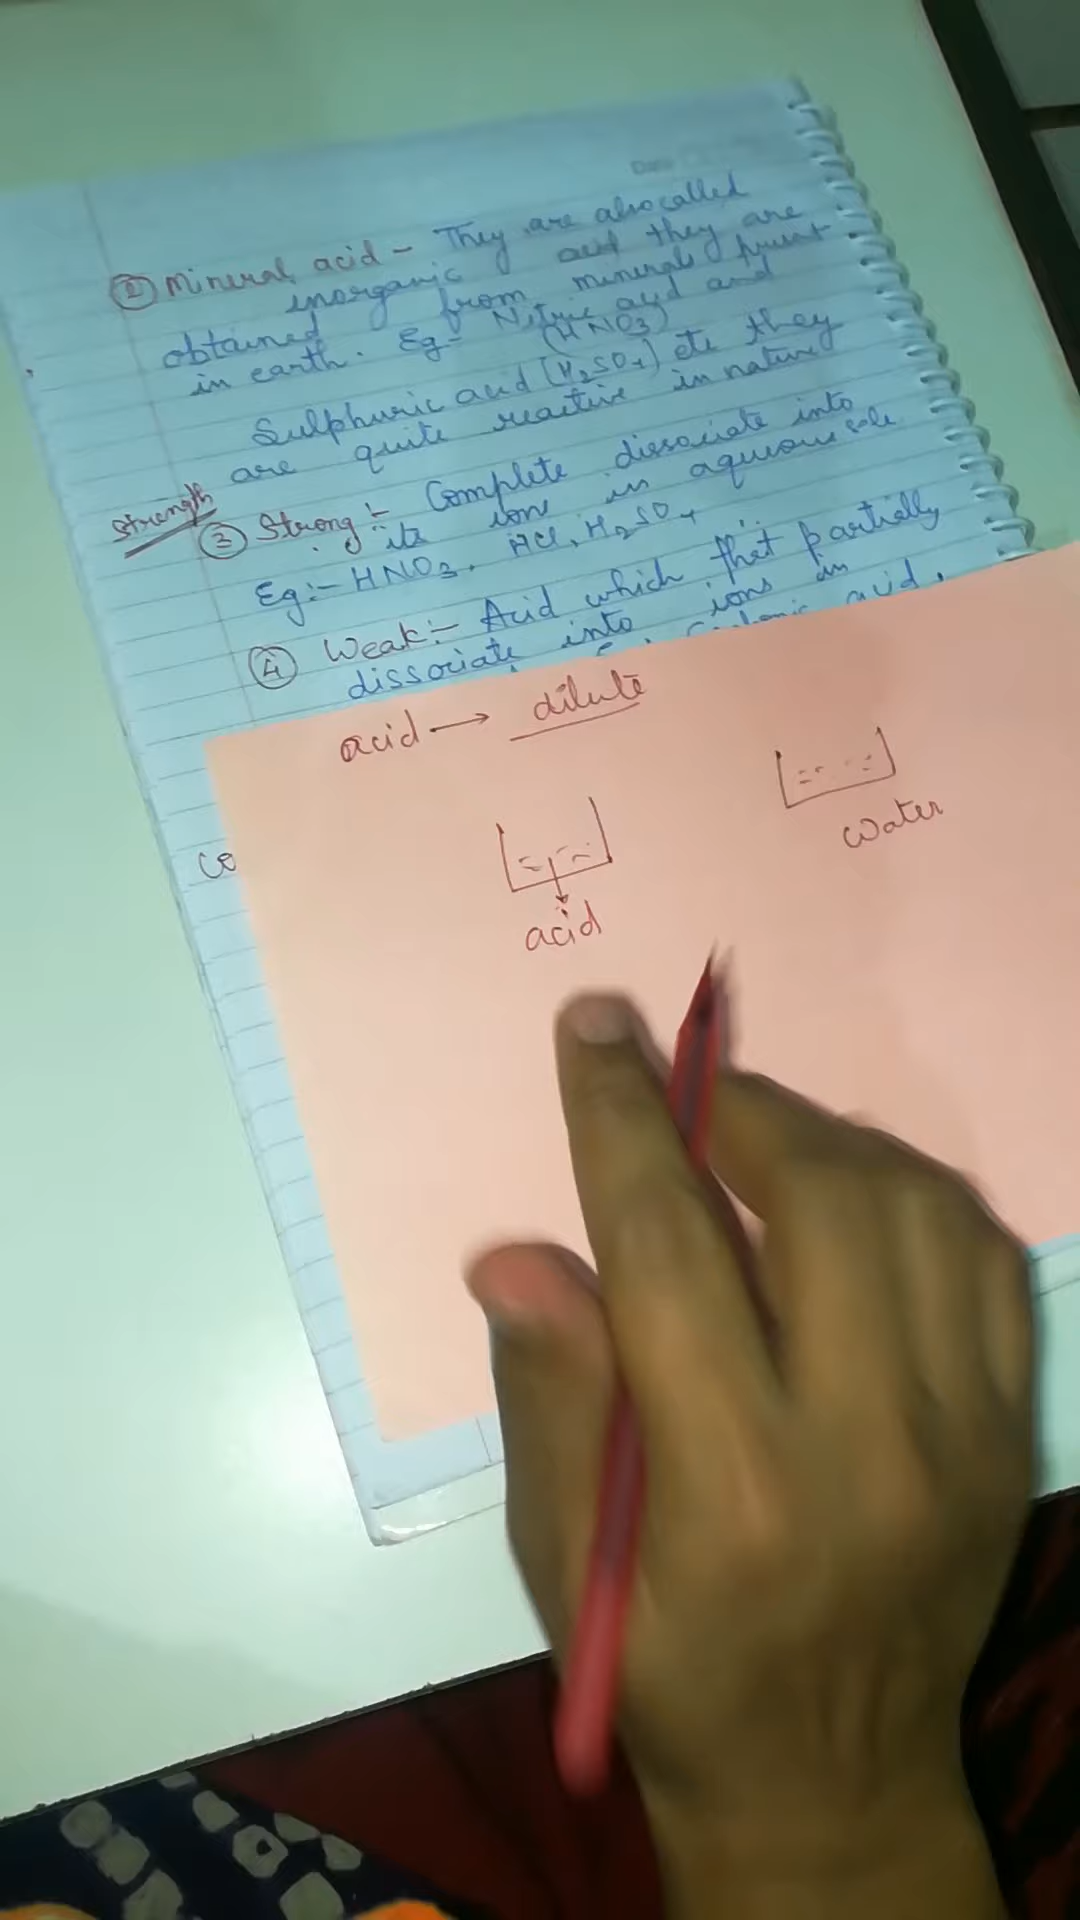 ② Mineral acid - They are also called
inorganic acid they are
obtained from minerals present
in earth. Eg- Nitric acid and
(HNO3)
Sulphuric acid (H2SO4) etc they
are quite reactive in nature
Strength
③ Strong:- Complete dissociate into
its ions in aqueous soln
Eg:- HNO3, HCl, H2SO4
④ Weak:- Acid which that partially
dissociate into ions in
acid,
acid → dilute
water
acid
co